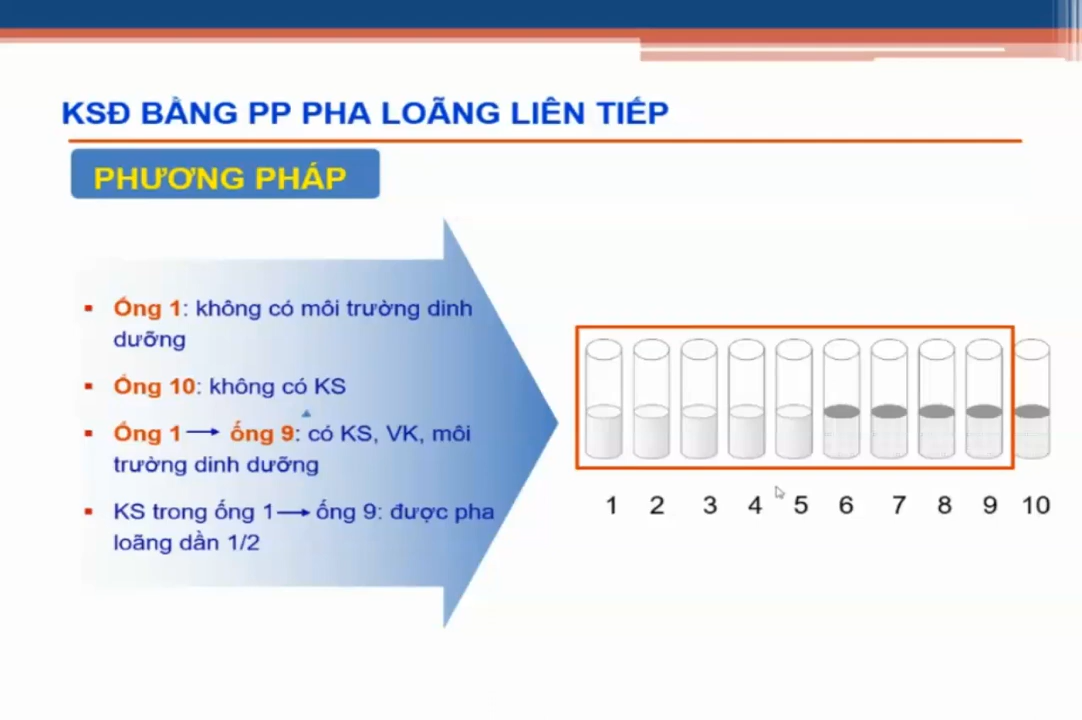 KSĐ BẰNG PP PHA LOÃNG LIÊN TIẾP
PHƯƠNG PHÁP
▪ Ống 1: không có môi trường dinh
dưỡng
▪ Ống 10: không có KS
▪ Ống 1 → ống 9: có KS, VK, môi
trường dinh dưỡng
▪ KS trong ống 1 → ống 9: được pha
loãng dần 1/2
1 2 3 4 5 6 7 8 9 10